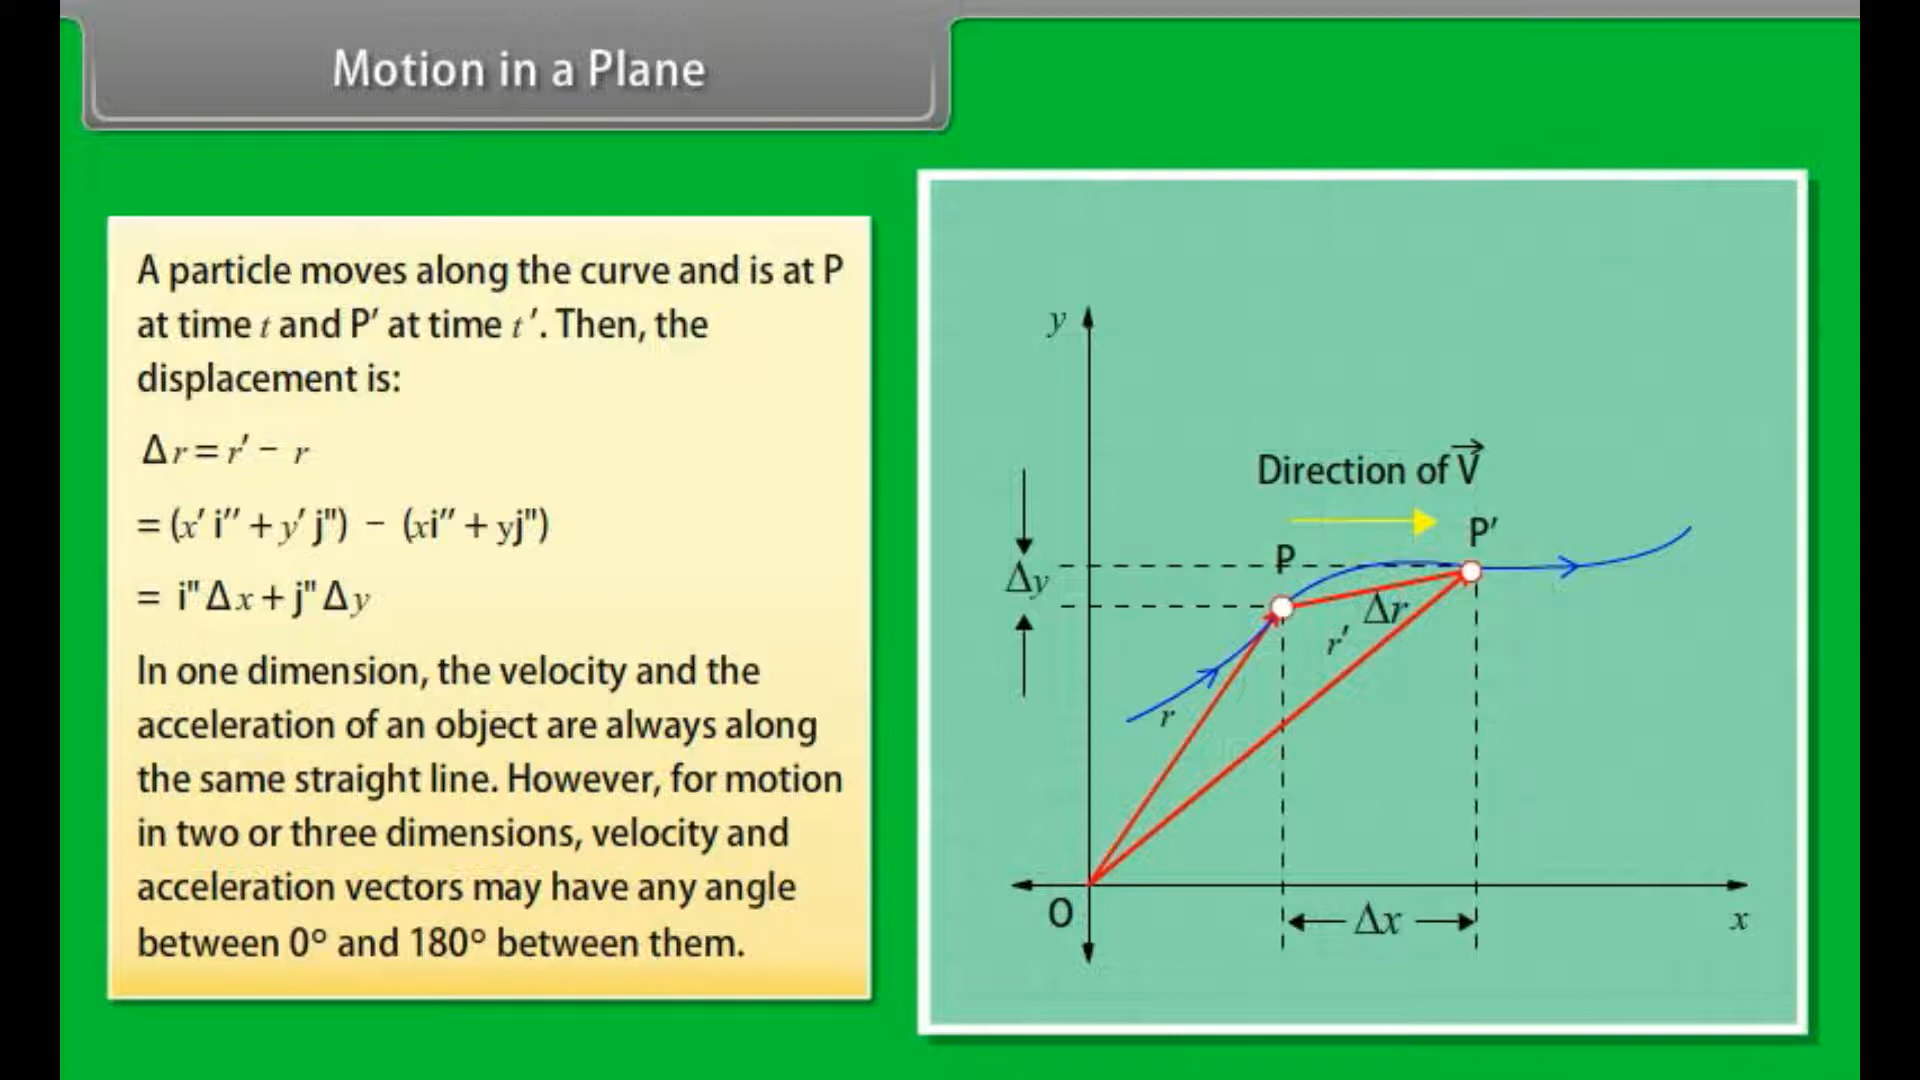 Motion in a Plane
A particle moves along the curve and is at P
at time t and P′ at time t′. Then, the
displacement is:
Δr = r′ − r
= (x′ i″ + y′ j") − (xi″ + yj")
= i"Δx + j"Δy
In one dimension, the velocity and the
acceleration of an object are always along
the same straight line. However, for motion
in two or three dimensions, velocity and
acceleration vectors may have any angle
between 0° and 180° between them.
y
Direction of V⃗
P′
P
Δy
Δr
r′
r
O
Δx
x